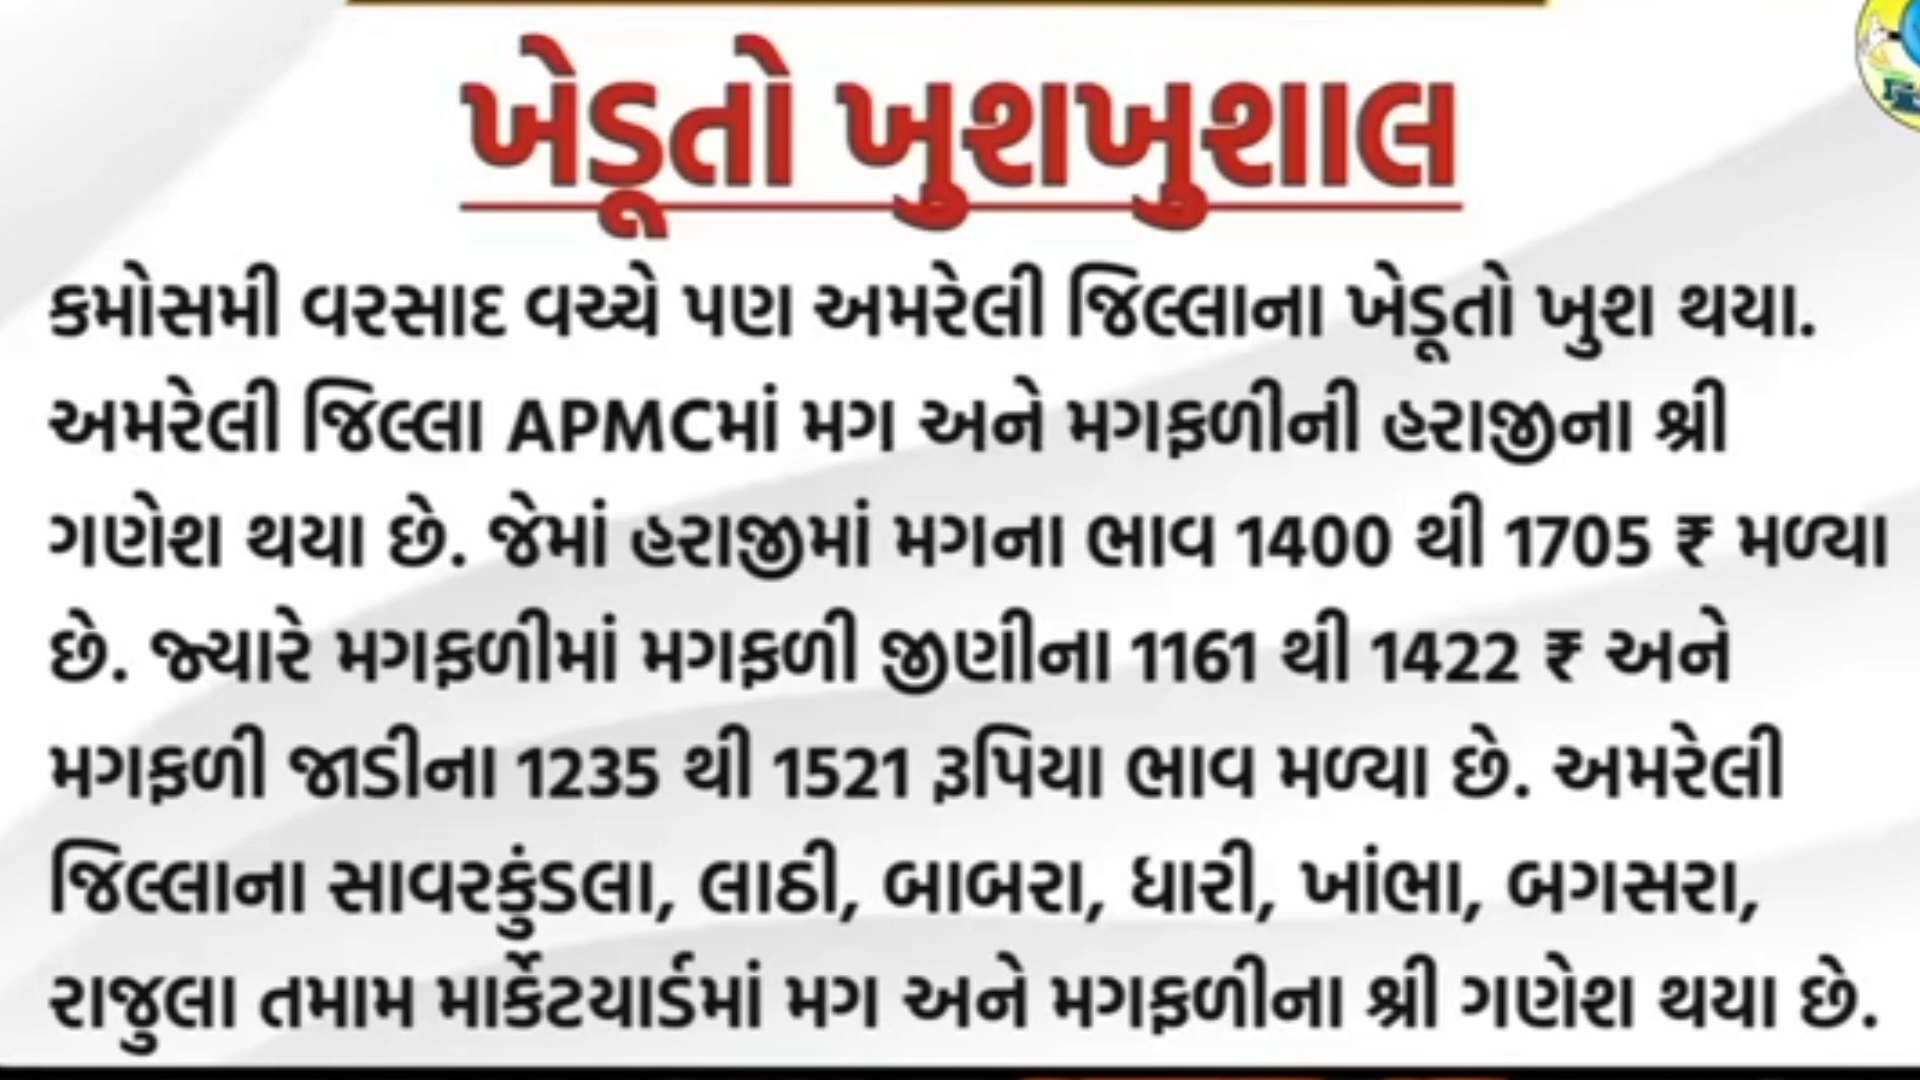 ખેડૂતો ખુશખુશાલ
કમોસમી વરસાદ વચ્ચે પણ અમરેલી જિલ્લાના ખેડૂતો ખુશ થયા.
અમરેલી જિલ્લા APMCમાં મગ અને મગફળીની હરાજીના શ્રી
ગણેશ થયા છે. જેમાં હરાજીમાં મગના ભાવ 1400 થી 1705 ₹ મળ્યા
છે. જ્યારે મગફળીમાં મગફળી જીણીના 1161 થી 1422 ₹ અને
મગફળી જાડીના 1235 થી 1521 રૂપિયા ભાવ મળ્યા છે. અમરેલી
જિલ્લાના સાવરકુંડલા, લાઠી, બાબરા, ધારી, ખાંભા, બગસરા,
રાજુલા તમામ માર્કેટયાર્ડમાં મગ અને મગફળીના શ્રી ગણેશ થયા છે.